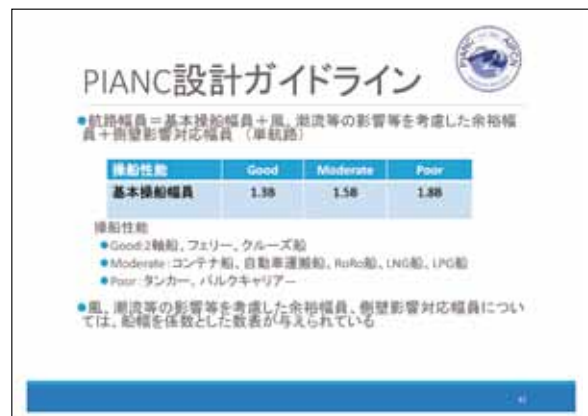 PIANC設計ガイドライン
●航路幅員＝基本操船幅員＋風、潮流等の影響等を考慮した余裕幅
員＋側壁影響対応幅員 （単航路）
操船性能 Good Moderate Poor
基本操船幅員 1.3B 1.5B 1.8B
操船性能
●Good:2軸船、フェリー、クルーズ船
●Moderate：コンテナ船、自動車運搬船、RoRo船、LNG船、LPG船
●Poor：タンカー、バルクキャリアー
●風、潮流等の影響等を考慮した余裕幅員、側壁影響対応幅員につい
ては、船幅を係数とした数表が与えられている